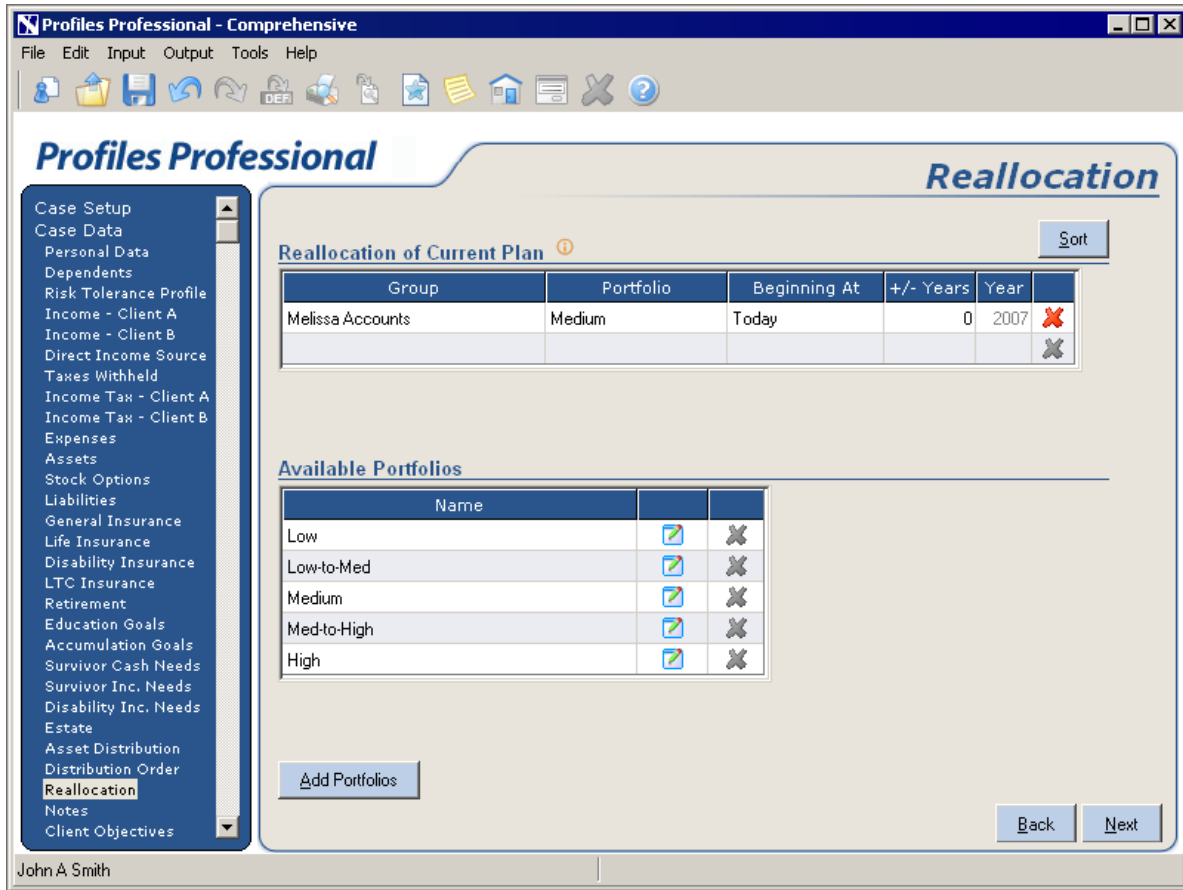 Profiles Professional - Comprehensive
File Edit Input Output Tools Help
DEF
Profiles Professional
Reallocation
Case Setup
Case Data
Personal Data
Dependents
Risk Tolerance Profile
Income - Client A
Income - Client B
Direct Income Source
Taxes Withheld
Income Tax - Client A
Income Tax - Client B
Expenses
Assets
Stock Options
Liabilities
General Insurance
Life Insurance
Disability Insurance
LTC Insurance
Retirement
Education Goals
Accumulation Goals
Survivor Cash Needs
Survivor Inc. Needs
Disability Inc. Needs
Estate
Asset Distribution
Distribution Order
Reallocation
Notes
Client Objectives
Sort
Reallocation of Current Plan
Group Portfolio Beginning At +/- Years Year
Melissa Accounts Medium Today 0 2007
Available Portfolios
Name
Low
Low-to-Med
Medium
Med-to-High
High
Add Portfolios
Back Next
John A Smith